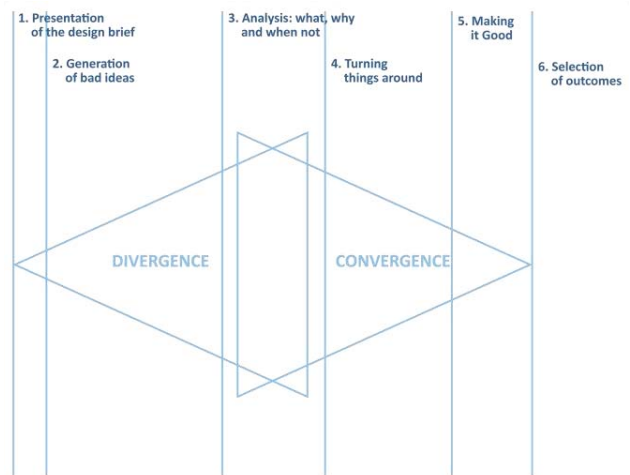 1. Presentation
of the design brief
2. Generation
of bad ideas
3. Analysis: what, why
and when not
4. Turning
things around
5. Making
it Good
6. Selection
of outcomes
DIVERGENCE
CONVERGENCE